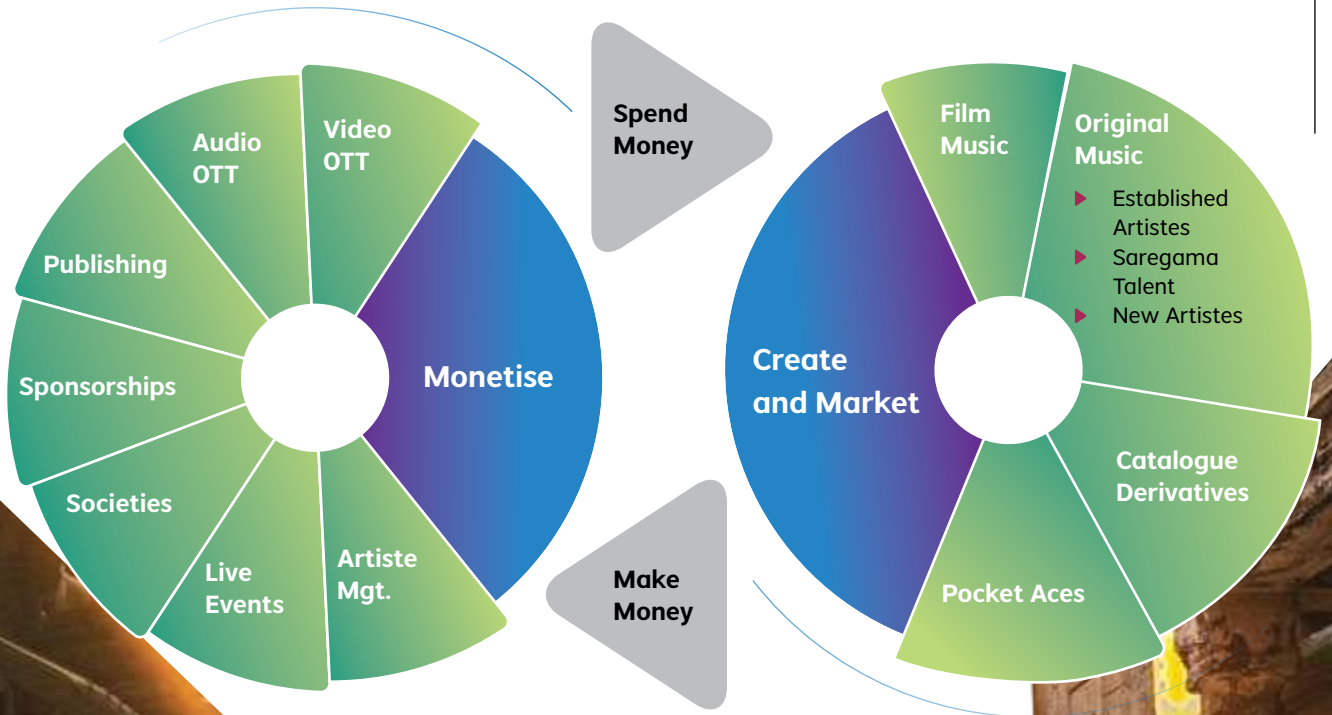 Audio
OTT
Video
OTT
Publishing
Sponsorships
Societies
Live
Events
Artiste
Mgt.
Monetise
Spend
Money
Make
Money
Create
and Market
Film
Music
Original
Music
Established
Artistes
Saregama
Talent
New Artistes
Catalogue
Derivatives
Pocket Aces